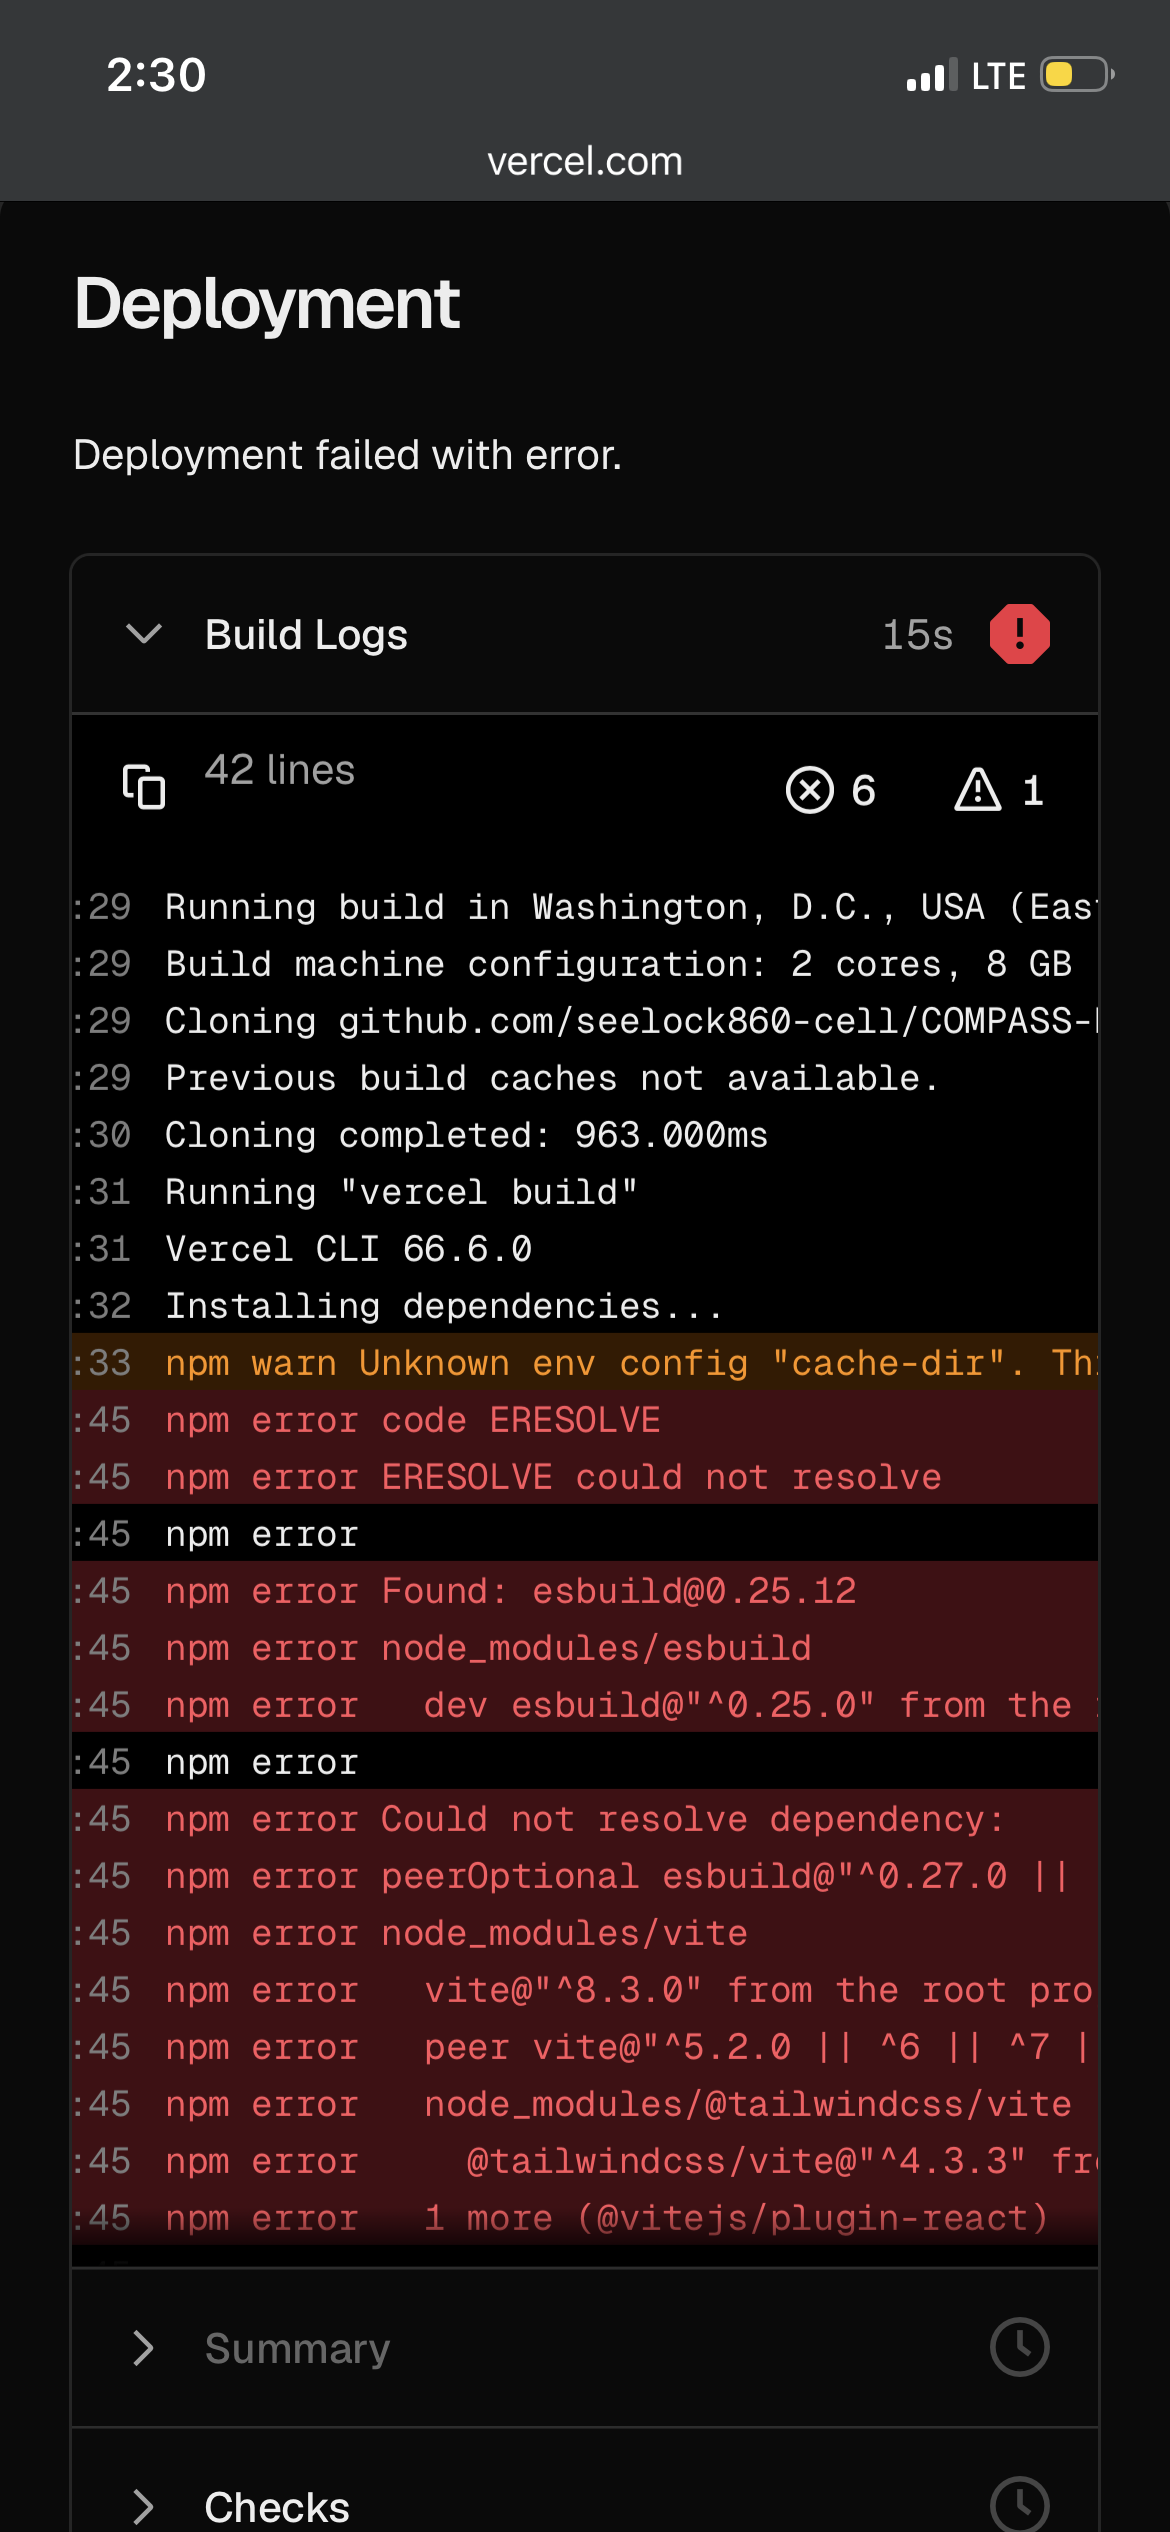 2:30 LTE
vercel.com
Deployment
Deployment failed with error.
Build Logs 15s
42 lines 6 1
:29 Running build in Washington, D.C., USA (East
:29 Build machine configuration: 2 cores, 8 GB
:29 Cloning github.com/seelock860-cell/COMPASS-
:29 Previous build caches not available.
:30 Cloning completed: 963.000ms
:31 Running "vercel build"
:31 Vercel CLI 66.6.0
:32 Installing dependencies...
:33 npm warn Unknown env config "cache-dir". Thi
:45 npm error code ERESOLVE
:45 npm error ERESOLVE could not resolve
:45 npm error
:45 npm error Found: esbuild@0.25.12
:45 npm error node_modules/esbuild
:45 npm error   dev esbuild@"^0.25.0" from the
:45 npm error
:45 npm error Could not resolve dependency:
:45 npm error peerOptional esbuild@"^0.27.0 ||
:45 npm error node_modules/vite
:45 npm error   vite@"^8.3.0" from the root pro
:45 npm error   peer vite@"^5.2.0 || ^6 || ^7 |
:45 npm error   node_modules/@tailwindcss/vite
:45 npm error     @tailwindcss/vite@"^4.3.3" fro
:45 npm error   1 more (@vitejs/plugin-react)
Summary
Checks